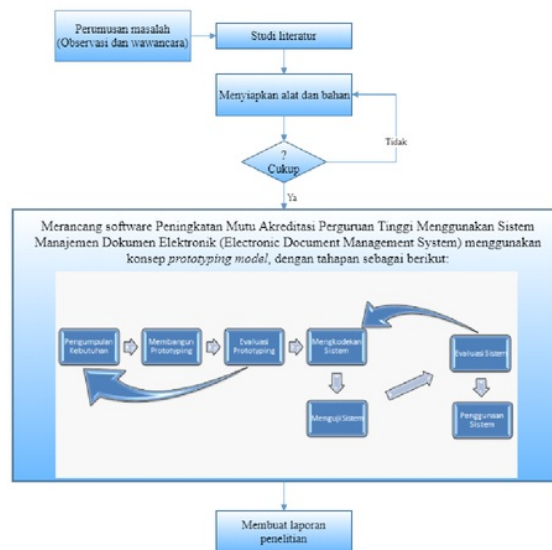 Perumusan masalah
(Observasi dan wawancara)
Studi literatur
Menyiapkan alat dan bahan
Tidak
?
Cukup
Ya
Merancang software Peningkatan Mutu Akreditasi Perguruan Tinggi Menggunakan Sistem
Manajemen Dokumen Elektronik (Electronic Document Management System) menggunakan
konsep prototyping model, dengan tahapan sebagai berikut:
Pengumpulan
Kebutuhan
Membangun
Prototyping
Evaluasi
Prototyping
Mengkodekan
Sistem
Evaluasi Sistem
Menguji Sistem
Penggunaan
Sistem
Membuat laporan
penelitian